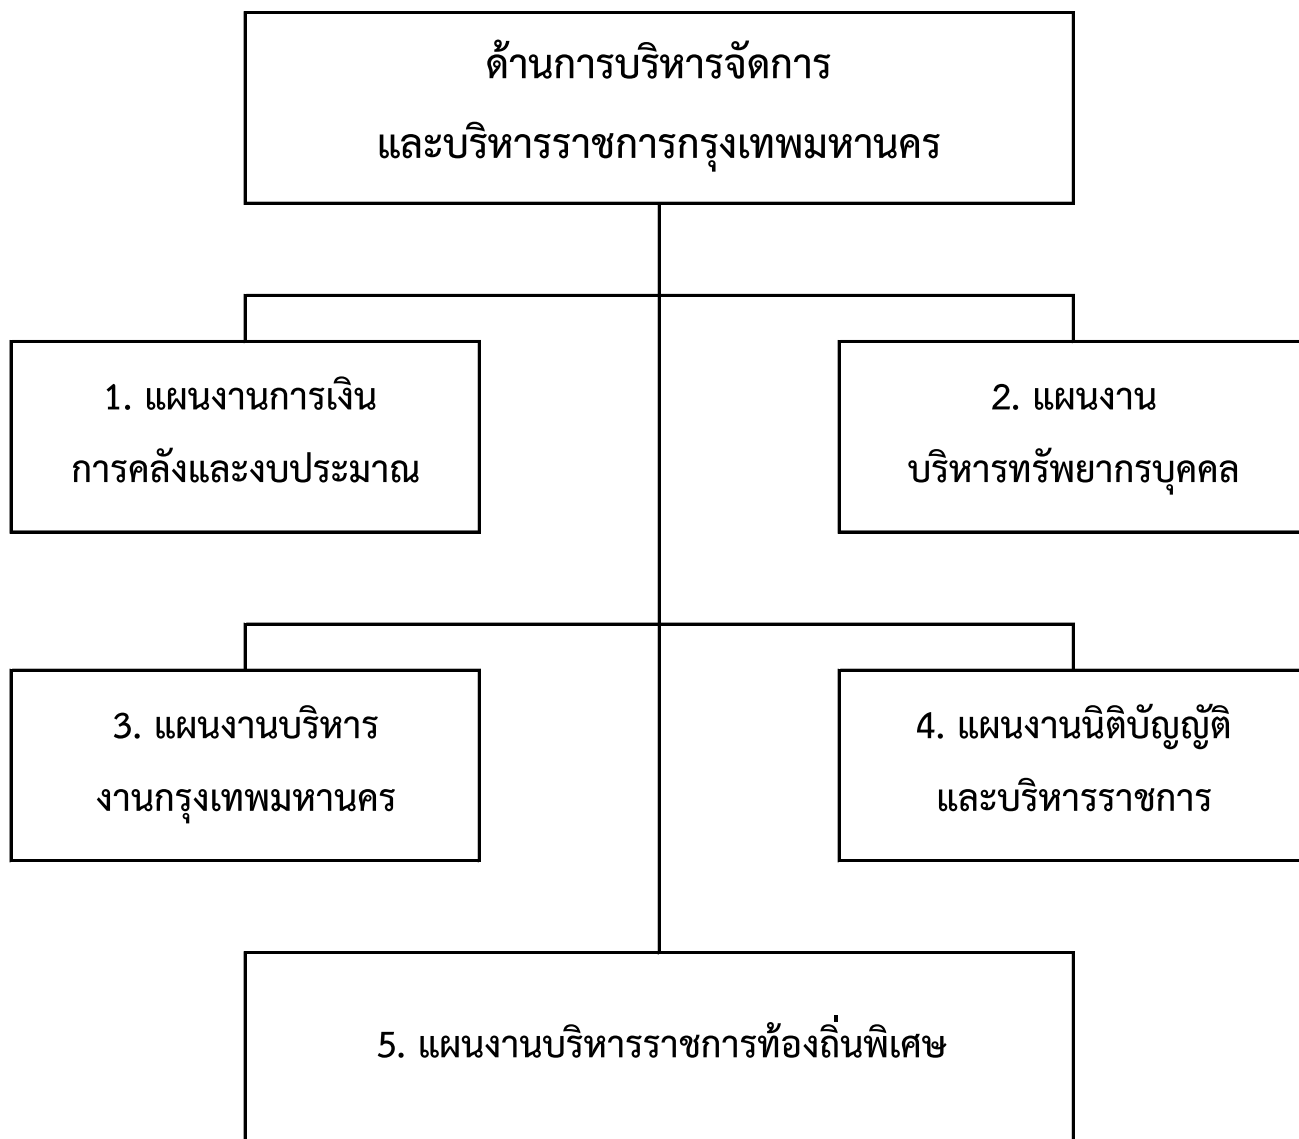 ด้านการบริหารจัดการ
และบริหารราชการกรุงเทพมหานคร
1. แผนงานการเงิน
การคลังและงบประมาณ
2. แผนงาน
บริหารทรัพยากรบุคคล
3. แผนงานบริหาร
งานกรุงเทพมหานคร
4. แผนงานนิติบัญญัติ
และบริหารราชการ
5. แผนงานบริหารราชการท้องถิ่นพิเศษ